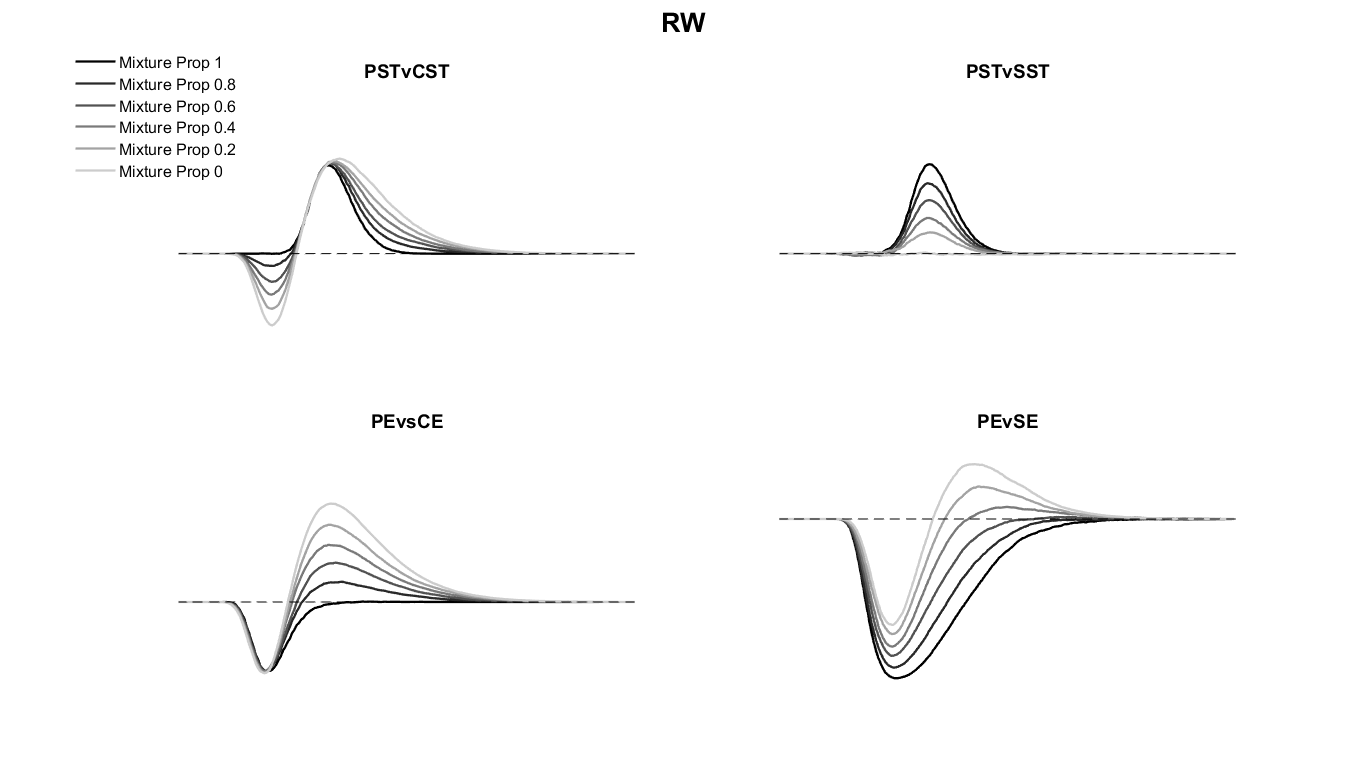 RW
Mixture Prop 1
Mixture Prop 0.8
Mixture Prop 0.6
Mixture Prop 0.4
Mixture Prop 0.2
Mixture Prop 0
PSTvCST
PSTvSST
PEvsCE
PEvSE